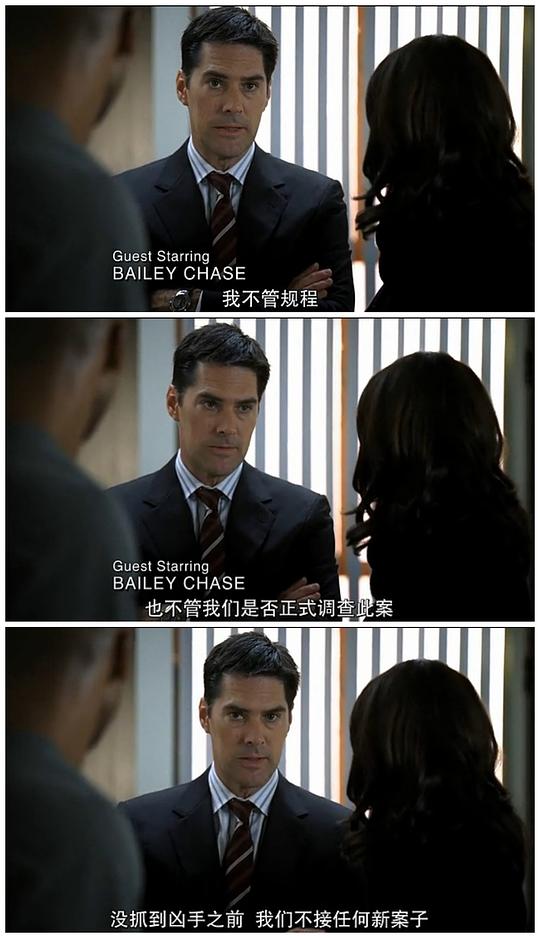 Guest Starring
BAILEY CHASE
我不管规程
Guest Starring
BAILEY CHASE
也不管我们是否正式调查此案
没抓到凶手之前 我们不接任何新案子